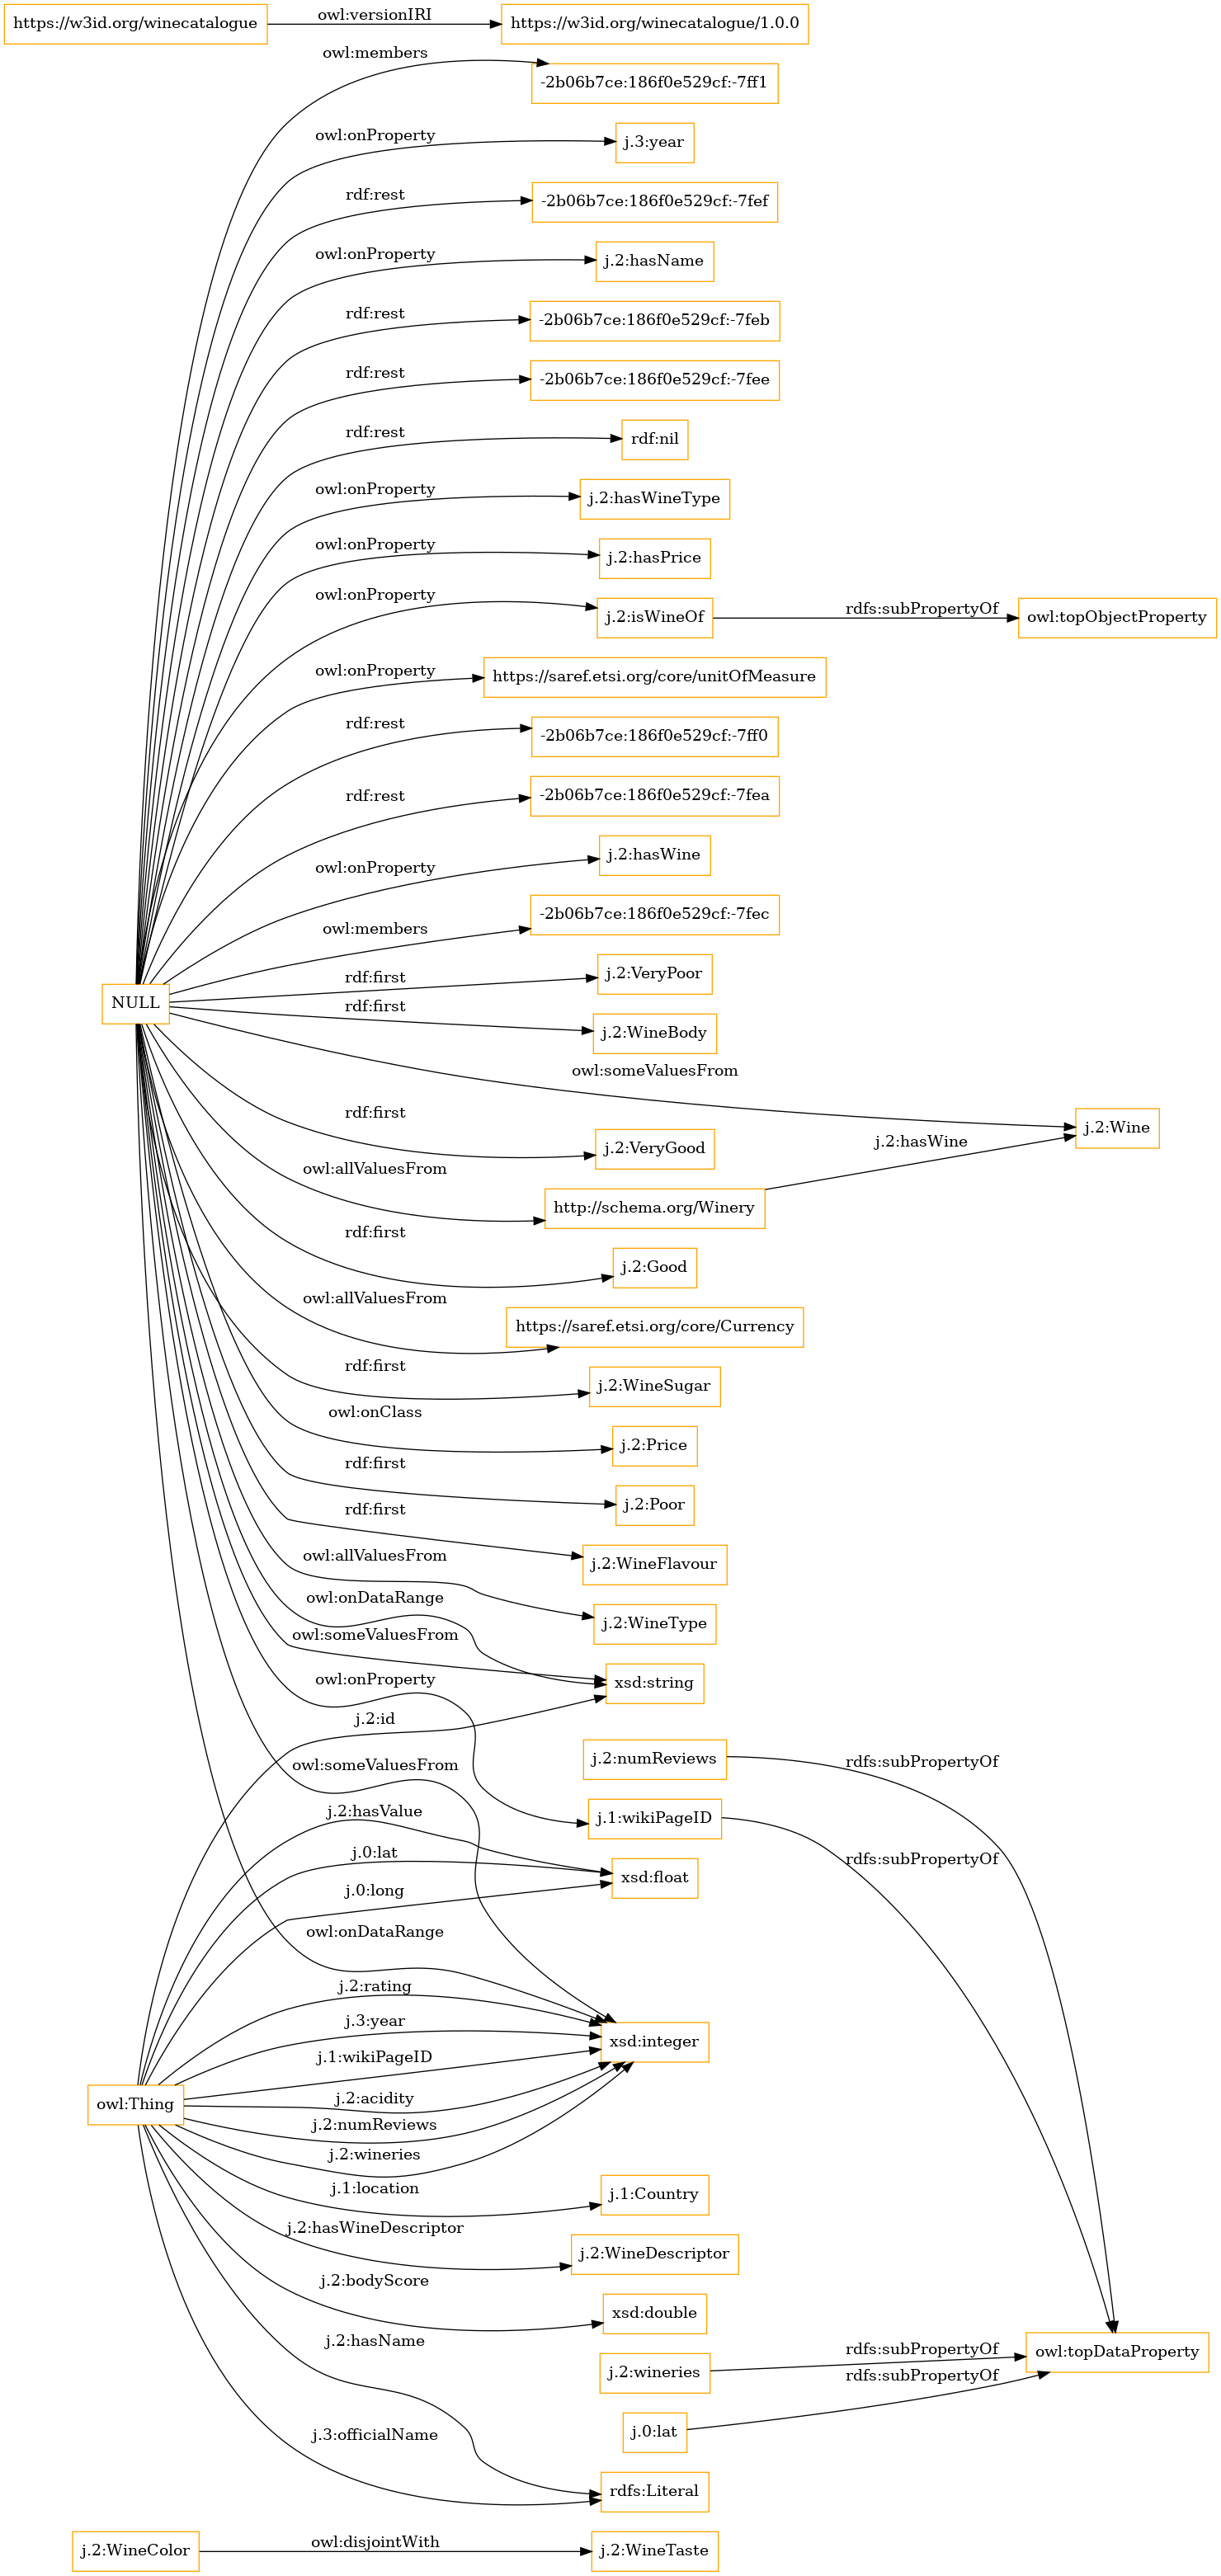 https://w3id.org/winecatalogue
owl:versionIRI
https://w3id.org/winecatalogue/1.0.0
owl:members
-2b06b7ce:186f0e529cf:-7ff1
owl:onProperty
j.3:year
rdf:rest
-2b06b7ce:186f0e529cf:-7fef
owl:onProperty
j.2:hasName
rdf:rest
-2b06b7ce:186f0e529cf:-7feb
rdf:rest
-2b06b7ce:186f0e529cf:-7fee
rdf:rest
rdf:nil
owl:onProperty
j.2:hasWineType
owl:onProperty
j.2:hasPrice
owl:onProperty
j.2:isWineOf
rdfs:subPropertyOf
owl:topObjectProperty
owl:onProperty
https://saref.etsi.org/core/unitOfMeasure
rdf:rest
-2b06b7ce:186f0e529cf:-7ff0
rdf:rest
-2b06b7ce:186f0e529cf:-7fea
owl:onProperty
j.2:hasWine
owl:members
-2b06b7ce:186f0e529cf:-7fec
NULL
rdf:first
j.2:VeryPoor
rdf:first
j.2:WineBody
owl:someValuesFrom
j.2:Wine
rdf:first
j.2:VeryGood
j.2:hasWine
owl:allValuesFrom
http://schema.org/Winery
rdf:first
j.2:Good
owl:allValuesFrom
https://saref.etsi.org/core/Currency
rdf:first
j.2:WineSugar
owl:onClass
j.2:Price
rdf:first
j.2:Poor
rdf:first
j.2:WineFlavour
owl:allValuesFrom
j.2:WineType
owl:onDataRange
owl:someValuesFrom
xsd:string
owl:onProperty
j.2:id
j.2:numReviews
rdfs:subPropertyOf
owl:someValuesFrom
j.2:hasValue
j.1:wikiPageID
rdfs:subPropertyOf
j.0:lat
xsd:float
j.0:long
owl:onDataRange
j.2:rating
j.3:year
xsd:integer
j.1:wikiPageID
owl:Thing
j.2:acidity
j.2:numReviews
j.2:wineries
j.1:location
j.1:Country
j.2:hasWineDescriptor
j.2:WineDescriptor
j.2:bodyScore
xsd:double
j.2:hasName
j.2:wineries
rdfs:subPropertyOf
owl:topDataProperty
rdfs:subPropertyOf
j.0:lat
j.3:officialName
rdfs:Literal
j.2:WineColor
owl:disjointWith
j.2:WineTaste